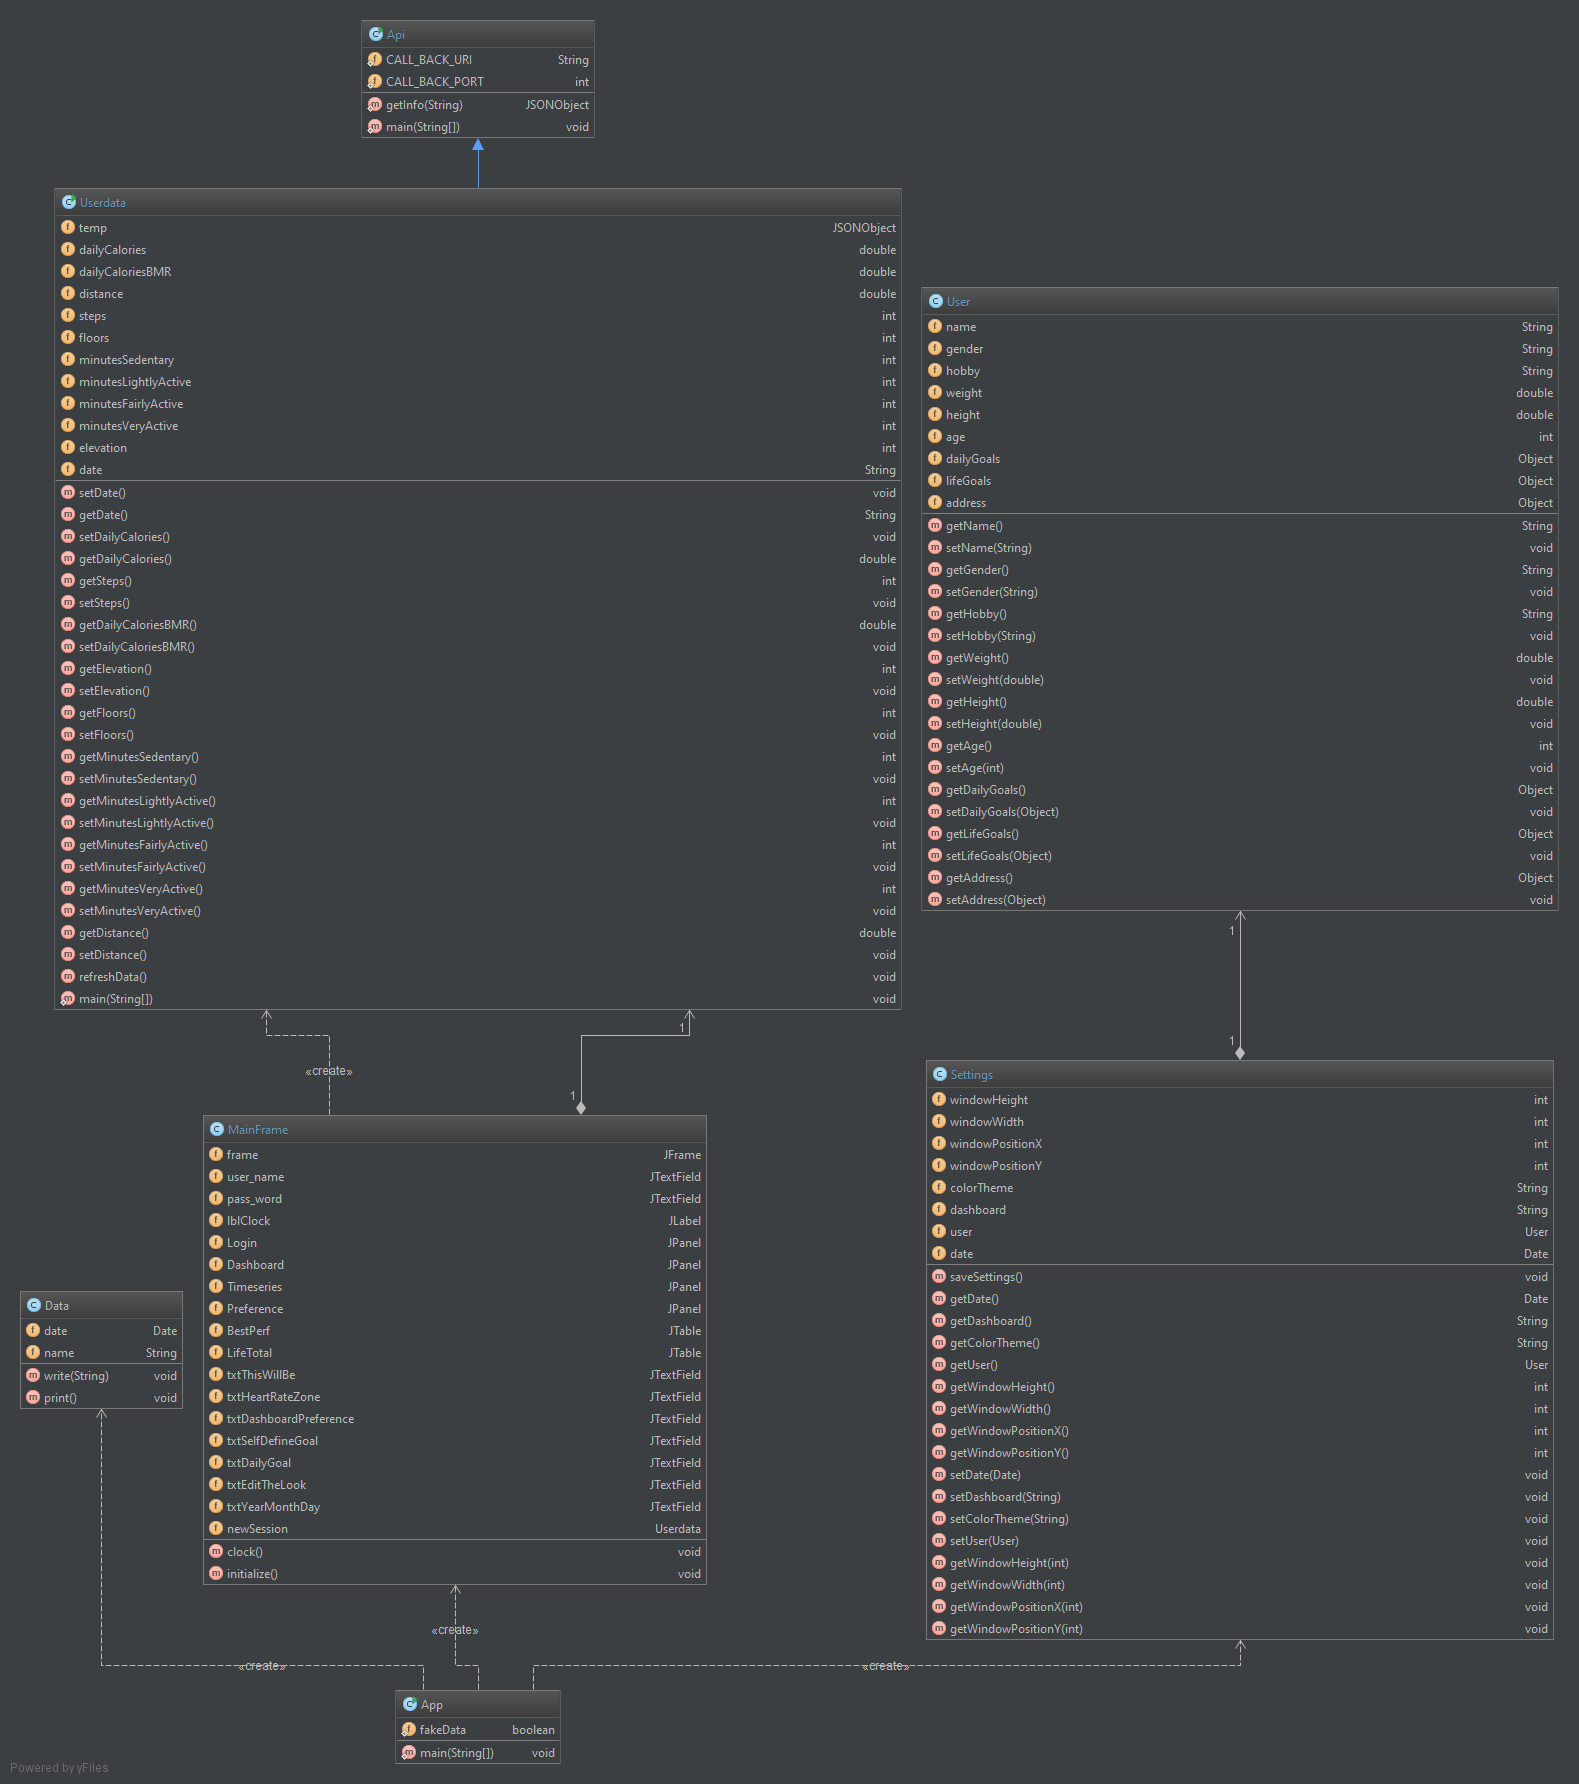 Api
CALL_BACK_URI String
CALL_BACK_PORT int
getInfo(String) JSONObject
main(String[]) void
Userdata
temp JSONObject
dailyCalories double
dailyCaloriesBMR double
distance double
steps int
floors int
minutesSedentary int
minutesLightlyActive int
minutesFairlyActive int
minutesVeryActive int
elevation int
date String
setDate() void
getDate() String
setDailyCalories() void
getDailyCalories() double
getSteps() int
setSteps() void
getDailyCaloriesBMR() double
setDailyCaloriesBMR() void
getElevation() int
setElevation() void
getFloors() int
setFloors() void
getMinutesSedentary() int
setMinutesSedentary() void
getMinutesLightlyActive() int
setMinutesLightlyActive() void
getMinutesFairlyActive() int
setMinutesFairlyActive() void
getMinutesVeryActive() int
setMinutesVeryActive() void
getDistance() double
setDistance() void
refreshData() void
main(String[]) void
User
name String
gender String
hobby String
weight double
height double
age int
dailyGoals Object
lifeGoals Object
address Object
getName() String
setName(String) void
getGender() String
setGender(String) void
getHobby() String
setHobby(String) void
getWeight() double
setWeight(double) void
getHeight() double
setHeight(double) void
getAge() int
setAge(int) void
getDailyGoals() Object
setDailyGoals(Object) void
getLifeGoals() Object
setLifeGoals(Object) void
getAddress() Object
setAddress(Object) void
1
1
1
«create»
1
MainFrame
frame JFrame
user_name JTextField
pass_word JTextField
lblClock JLabel
Login JPanel
Dashboard JPanel
Timeseries JPanel
Preference JPanel
BestPerf JTable
LifeTotal JTable
txtThisWillBe JTextField
txtHeartRateZone JTextField
txtDashboardPreference JTextField
txtSelfDefineGoal JTextField
txtDailyGoal JTextField
txtEditTheLook JTextField
txtYearMonthDay JTextField
newSession Userdata
clock() void
initialize() void
Settings
windowHeight int
windowWidth int
windowPositionX int
windowPositionY int
colorTheme String
dashboard String
user User
date Date
saveSettings() void
getDate() Date
getDashboard() String
getColorTheme() String
getUser() User
getWindowHeight() int
getWindowWidth() int
getWindowPositionX() int
getWindowPositionY() int
setDate(Date) void
setDashboard(String) void
setColorTheme(String) void
setUser(User) void
getWindowHeight(int) void
getWindowWidth(int) void
getWindowPositionX(int) void
getWindowPositionY(int) void
Data
date Date
name String
write(String) void
print() void
«create»
«create»
«create»
App
fakeData boolean
main(String[]) void
Powered by yFiles